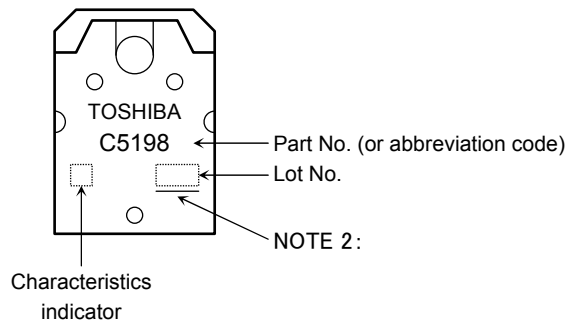 TOSHIBA
C5198
Part No. (or abbreviation code)
Lot No.
NOTE 2:
Characteristics
indicator